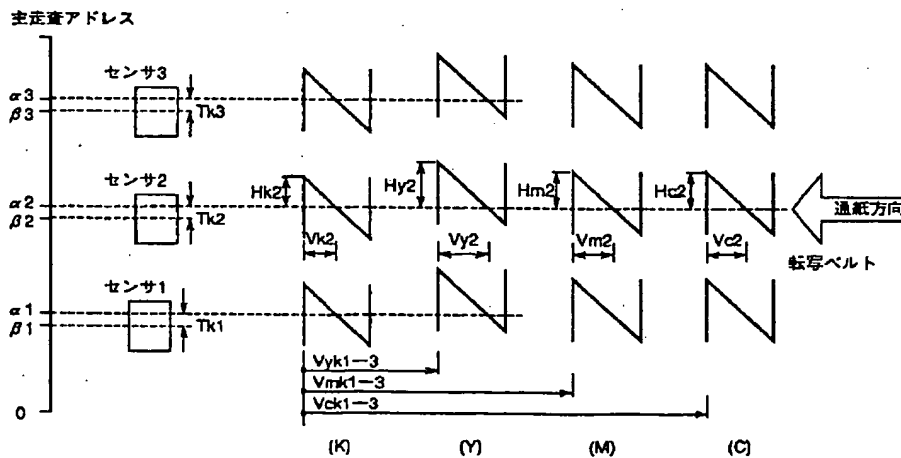 主走査アドレス
センサ3
α3
β3
Tk3
センサ2
Hk2
Hy2
Hm2
Hc2
α2
β2
Tk2
通紙方向
Vk2
Vy2
Vm2
Vc2
転写ベルト
センサ1
α1
β1
Tk1
Vyk1−3
Vmk1−3
Vck1−3
0
(K)
(Y)
(M)
(C)